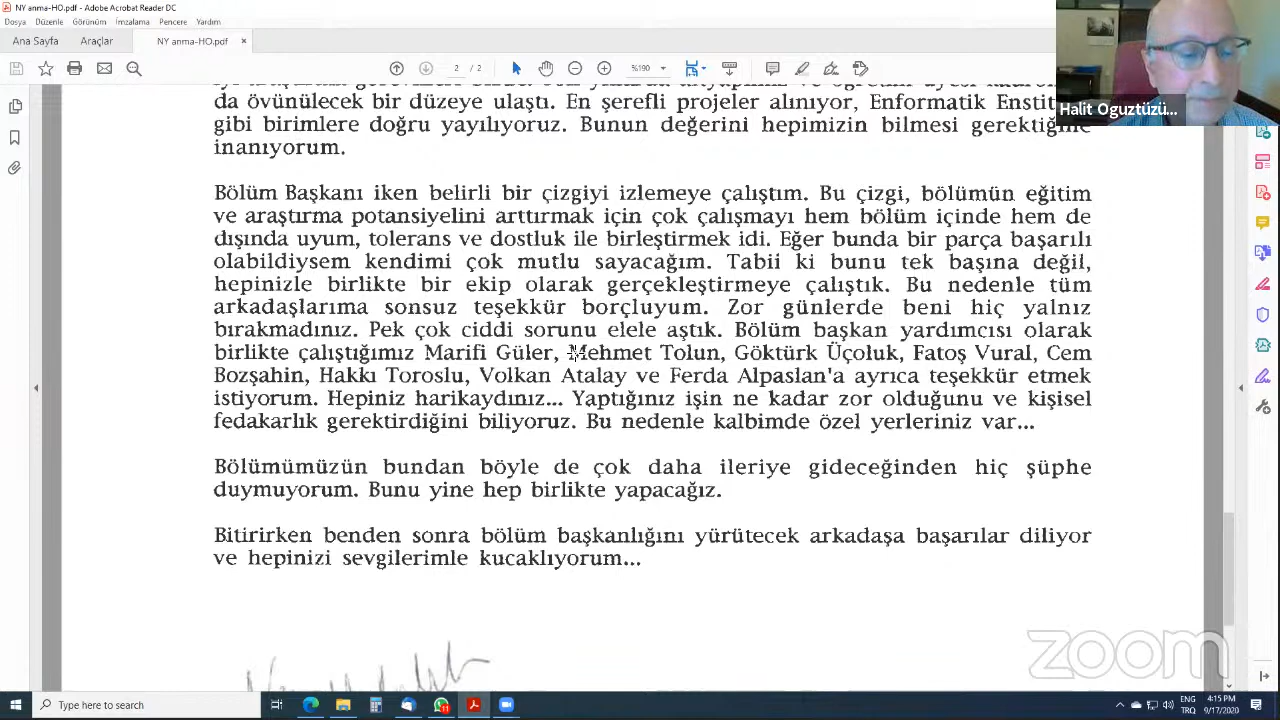 NY anma-HO.pdf - Adobe Acrobat Reader DC
Dosya Düzenle Görünüm İmzalama Pencere Yardım
Ana Sayfa Araçlar NY anma-HO.pdf ×
2 / 2 %190
Halit Oguztüzü...
da övünülecek bir düzeye ulaştı. En şerefli projeler alınıyor, Enformatik
gibi birimlere doğru yayılıyoruz. Bunun değerini hepimizin bilmesi gerektiğine
inanıyorum.
Bölüm Başkanı iken belirli bir çizgiyi izlemeye çalıştım. Bu çizgi, bölümün eğitim
ve araştırma potansiyelini arttırmak için çok çalışmayı hem bölüm içinde hem de
dışında uyum, tolerans ve dostluk ile birleştirmek idi. Eğer bunda bir parça başarılı
olabildiysem kendimi çok mutlu sayacağım. Tabii ki bunu tek başına değil,
hepinizle birlikte bir ekip olarak gerçekleştirmeye çalıştık. Bu nedenle tüm
arkadaşlarıma sonsuz teşekkür borçluyum. Zor günlerde beni hiç yalnız
bırakmadınız. Pek çok ciddi sorunu elele aştık. Bölüm başkan yardımcısı olarak
birlikte çalıştığımız Marifi Güler, Mehmet Tolun, Göktürk Üçoluk, Fatoş Vural, Cem
Bozşahin, Hakkı Toroslu, Volkan Atalay ve Ferda Alpaslan'a ayrıca teşekkür etmek
istiyorum. Hepiniz harikaydınız... Yaptığınız işin ne kadar zor olduğunu ve kişisel
fedakarlık gerektirdiğini biliyoruz. Bu nedenle kalbimde özel yerleriniz var...
Bölümümüzün bundan böyle de çok daha ileriye gideceğinden hiç şüphe
duymuyorum. Bunu yine hep birlikte yapacağız.
Bitirirken benden sonra bölüm başkanlığını yürütecek arkadaşa başarılar diliyor
ve hepinizi sevgilerimle kucaklıyorum...
zoom
Type here to search
ENG 4:15 PM
TRQ 9/17/2020